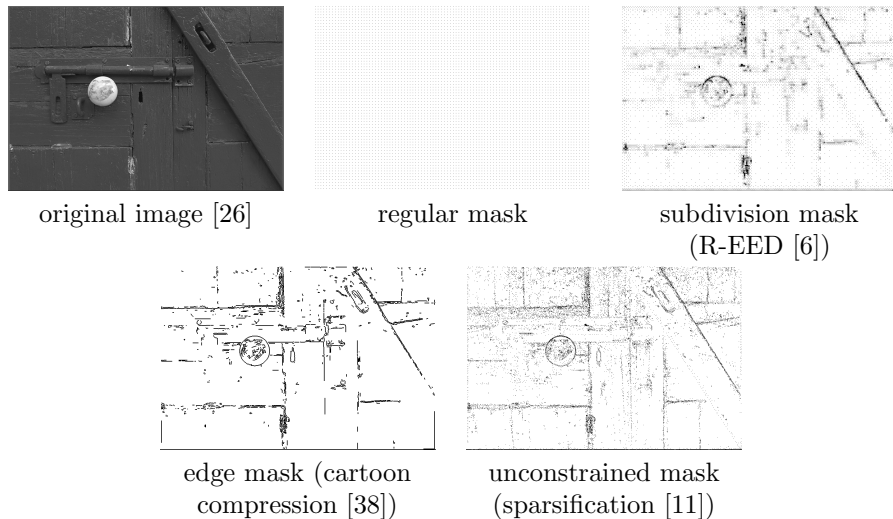 original image [26]
regular mask
subdivision mask
(R-EED [6])
edge mask (cartoon
compression [38])
unconstrained mask
(sparsification [11])